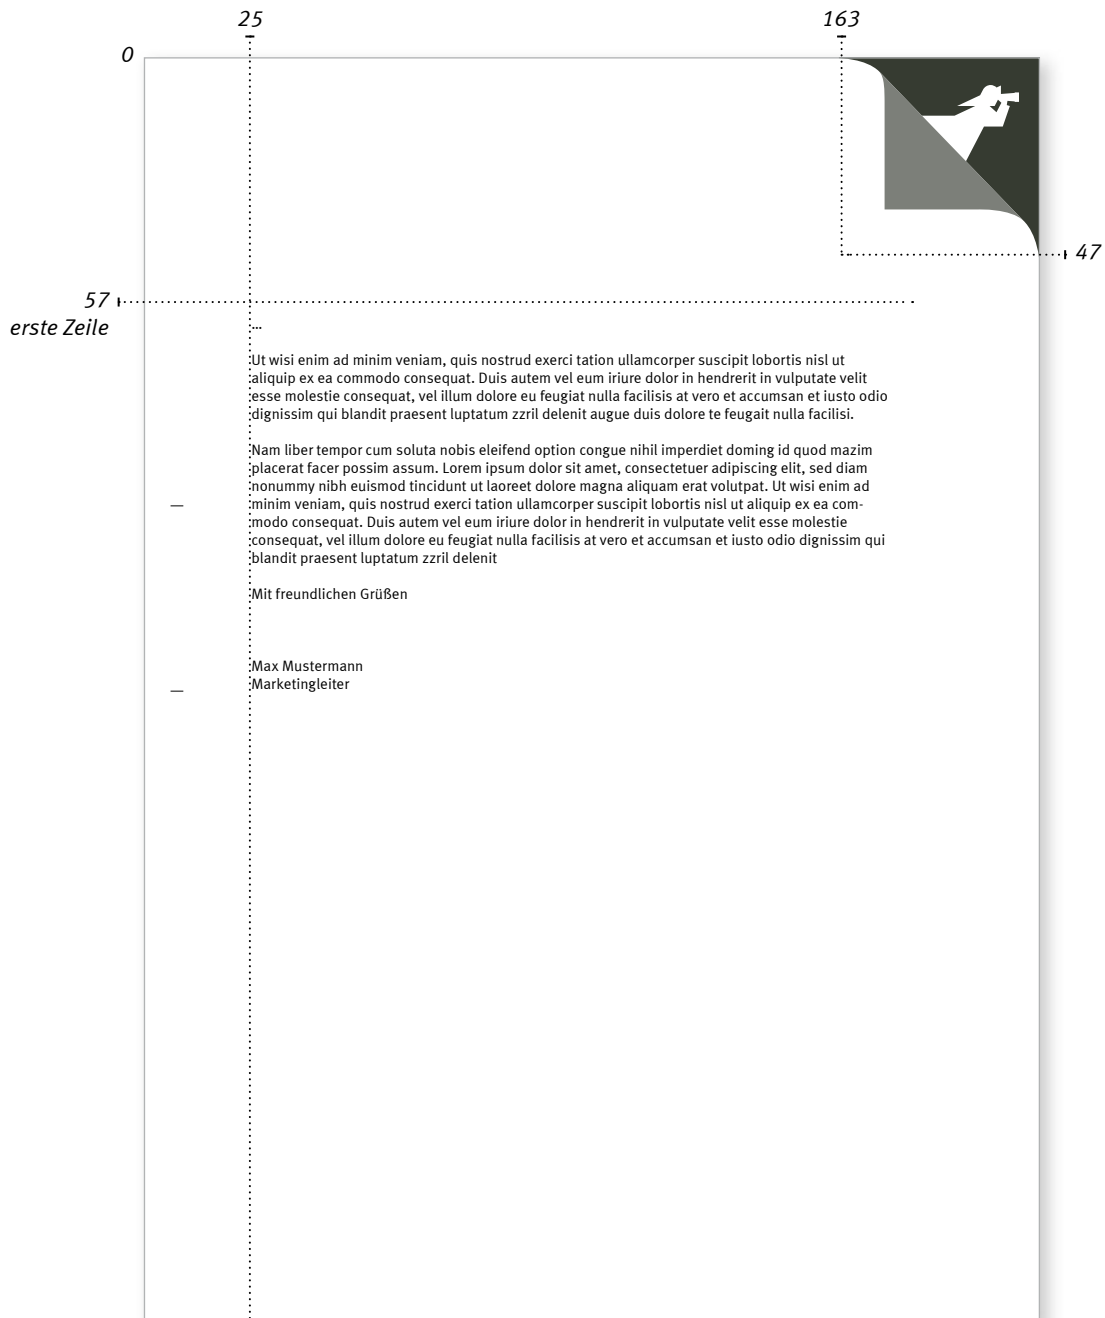 25
163
0
47
57
erste Zeile
...
Ut wisi enim ad minim veniam, quis nostrud exerci tation ullamcorper suscipit lobortis nisl ut
aliquip ex ea commodo consequat. Duis autem vel eum iriure dolor in hendrerit in vulputate velit
esse molestie consequat, vel illum dolore eu feugiat nulla facilisis at vero et accumsan et iusto odio
dignissim qui blandit praesent luptatum zzril delenit augue duis dolore te feugait nulla facilisi.
Nam liber tempor cum soluta nobis eleifend option congue nihil imperdiet doming id quod mazim
placerat facer possim assum. Lorem ipsum dolor sit amet, consectetuer adipiscing elit, sed diam
nonummy nibh euismod tincidunt ut laoreet dolore magna aliquam erat volutpat. Ut wisi enim ad
minim veniam, quis nostrud exerci tation ullamcorper suscipit lobortis nisl ut aliquip ex ea com-
modo consequat. Duis autem vel eum iriure dolor in hendrerit in vulputate velit esse molestie
consequat, vel illum dolore eu feugiat nulla facilisis at vero et accumsan et iusto odio dignissim qui
blandit praesent luptatum zzril delenit
Mit freundlichen Grüßen
Max Mustermann
Marketingleiter